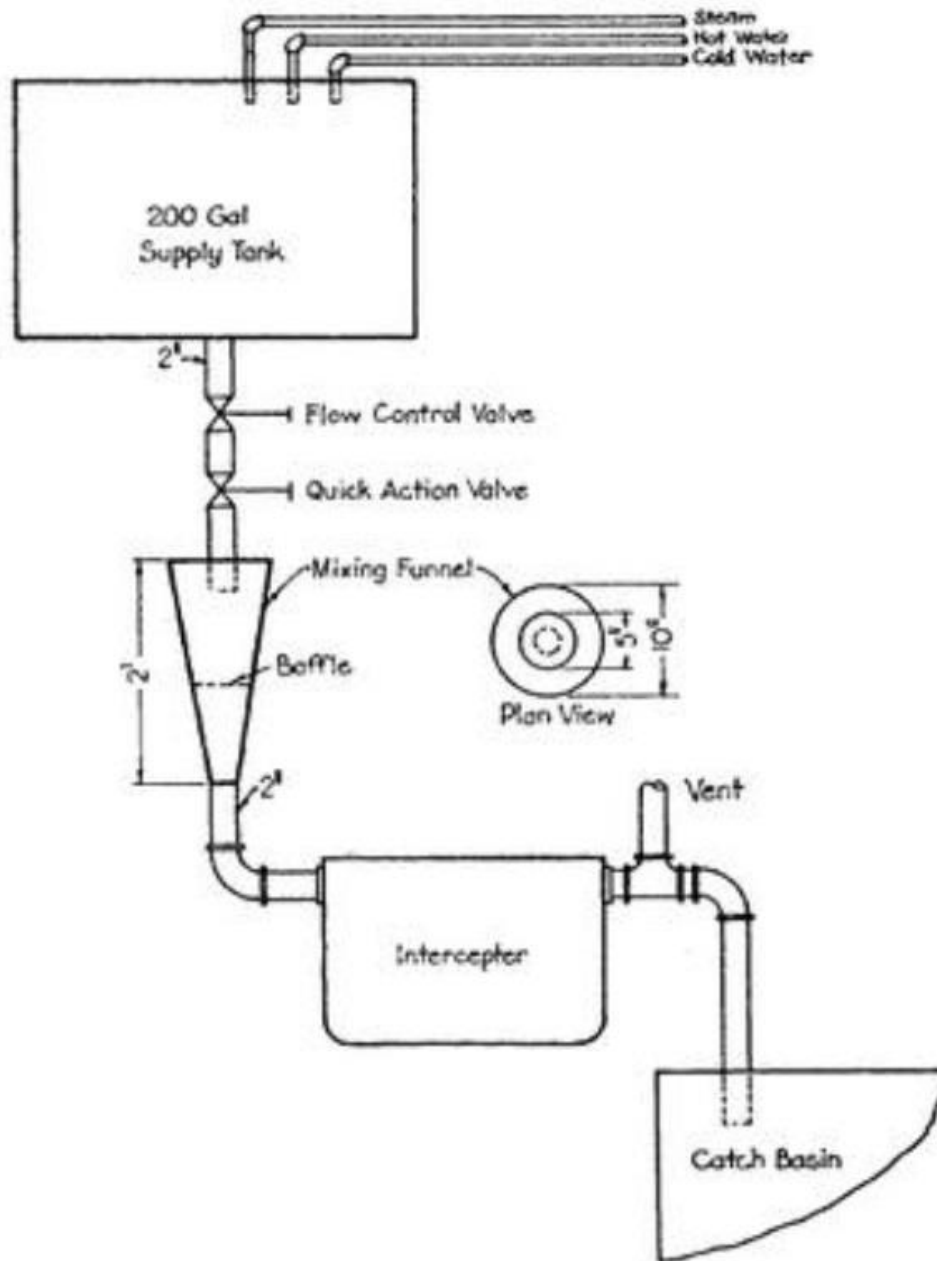 Steam
Hot Water
Cold Water
200 Gal
Supply Tank
2"
Flow Control Valve
Quick Action Valve
Mixing Funnel
2'
Baffle
5"
10"
Plan View
2"
Vent
Intercepter
Catch Basin